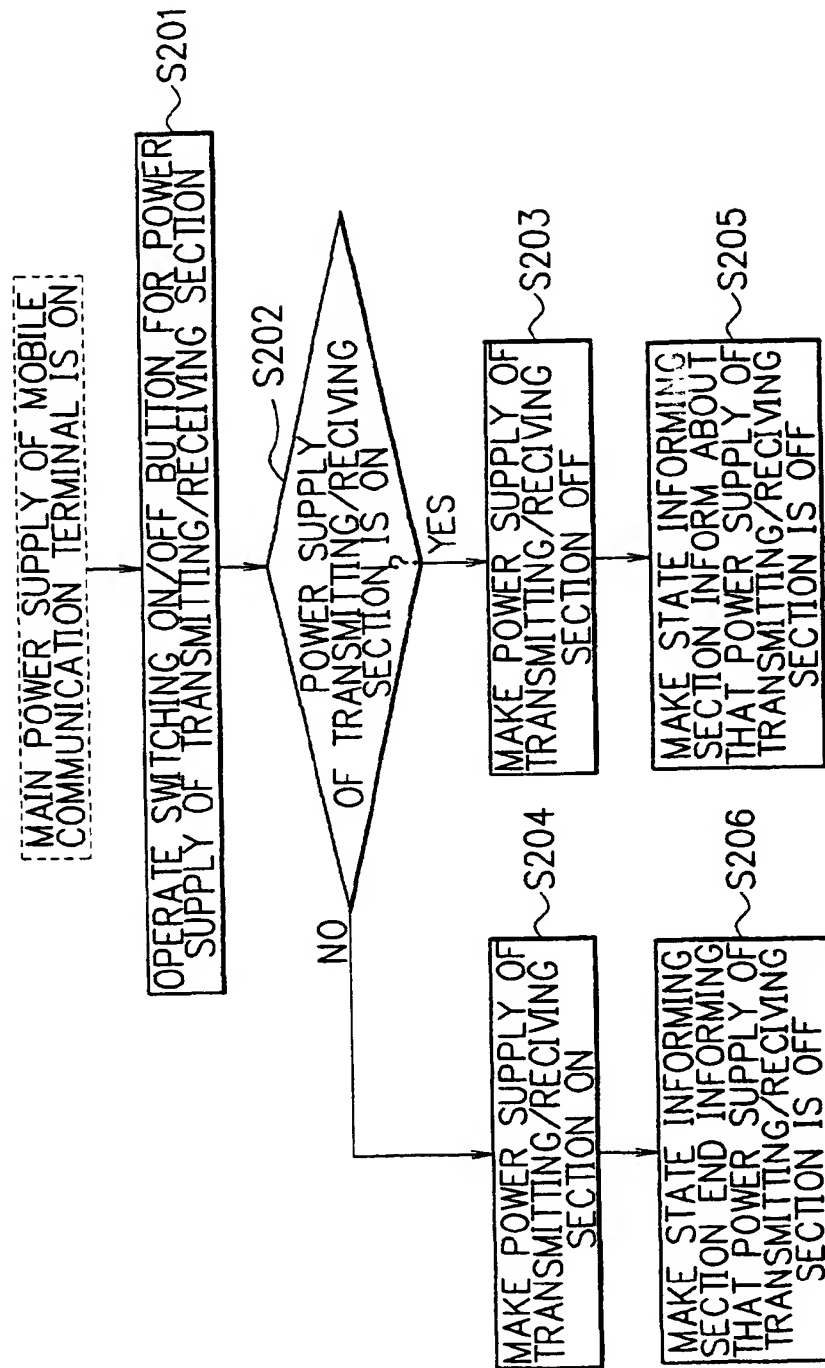 MAIN POWER SUPPLY OF MOBILE
COMMUNICATION TERMINAL IS ON
OPERATE SWITCHING ON/OFF BUTTON FOR POWER
SUPPLY OF TRANSMITTING/RECEIVING SECTION
S201
S202
POWER SUPPLY
OF TRANSMITTING/RECIVING
SECTION IS ON
?
NO
YES
MAKE POWER SUPPLY OF
TRANSMITTING/RECIVING
SECTION ON
S204
MAKE POWER SUPPLY OF
TRANSMITTING/RECIVING
SECTION OFF
S203
MAKE STATE INFORMING
SECTION END INFORMING
THAT POWER SUPPLY OF
TRANSMITTING/RECIVING
SECTION IS OFF
S206
MAKE STATE INFORMING
SECTION INFORM ABOUT
THAT POWER SUPPLY OF
TRANSMITTING/RECIVING
SECTION IS OFF
S205